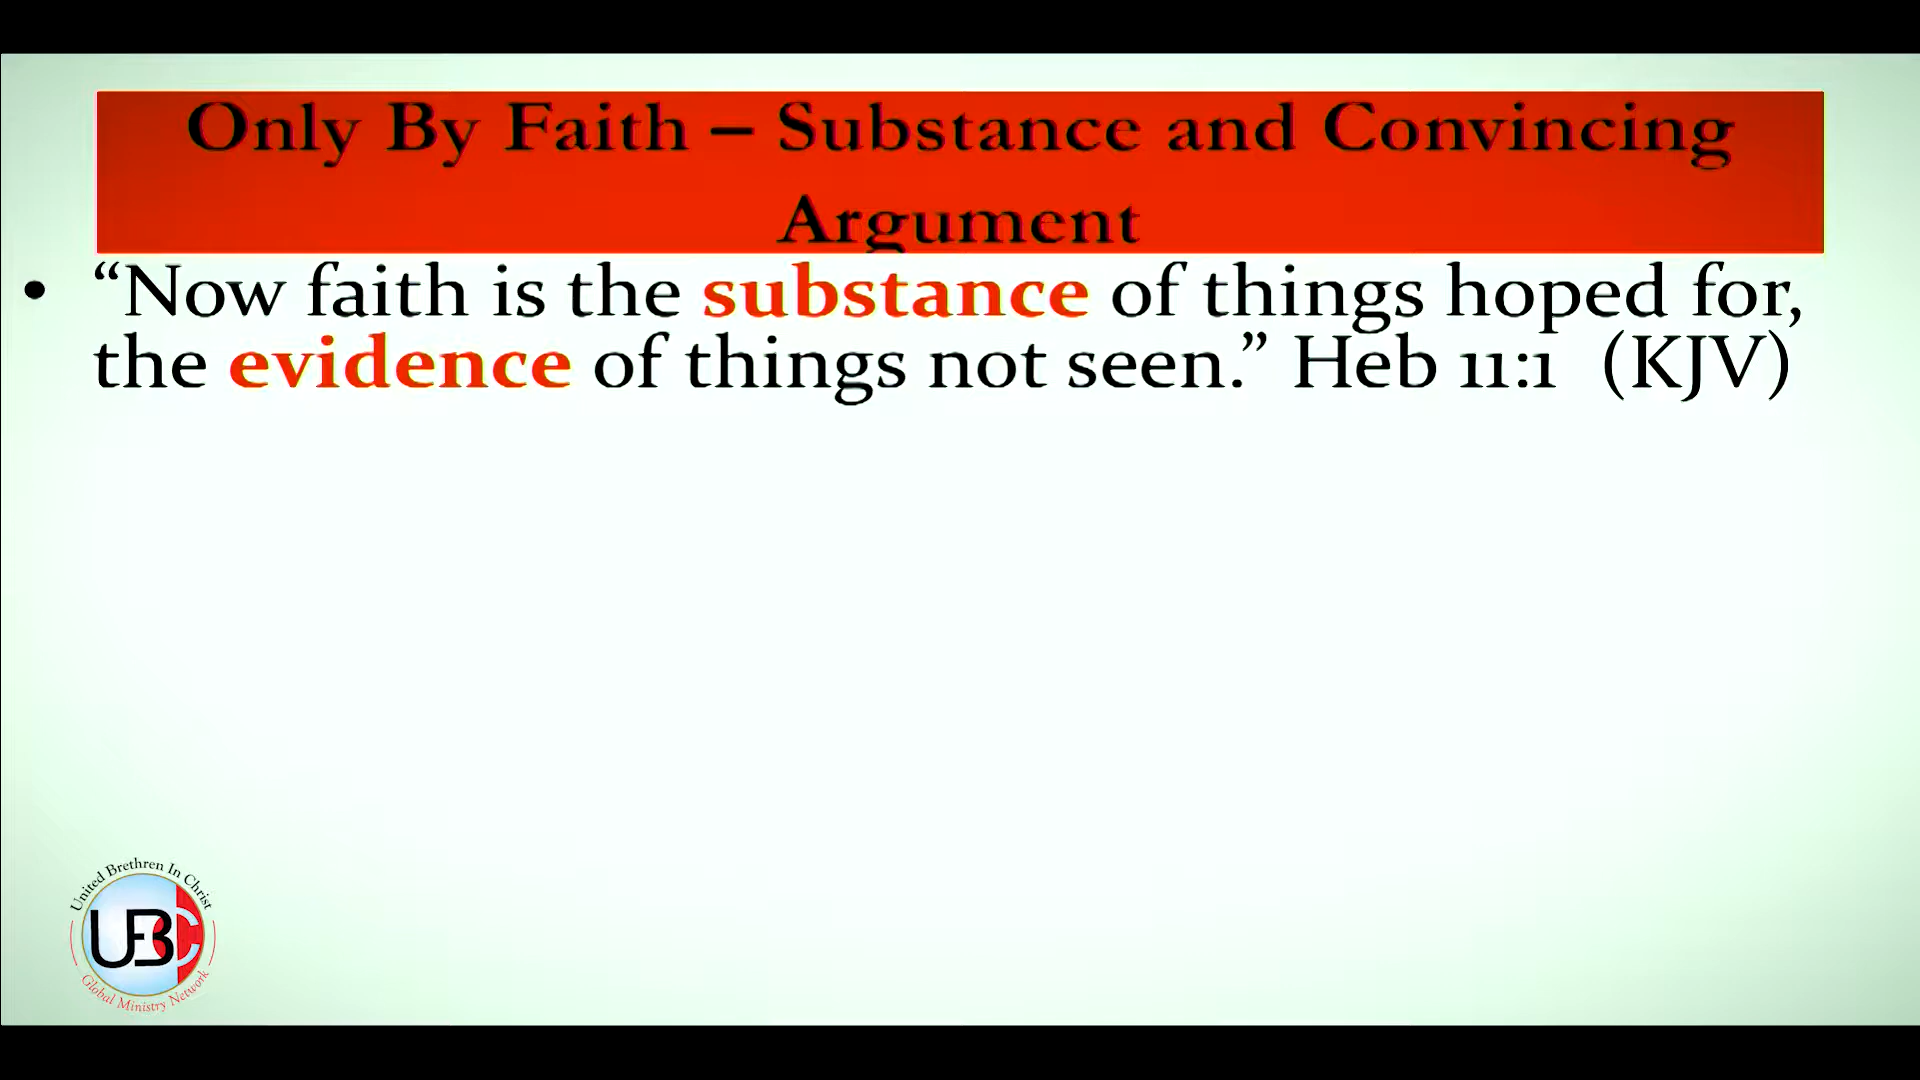 Only By Faith – Substance and Convincing
Argument
• “Now faith is the substance of things hoped for,
the evidence of things not seen.” Heb 11:1 (KJV)
United Brethren In Christ
UBC
Global Ministry Network